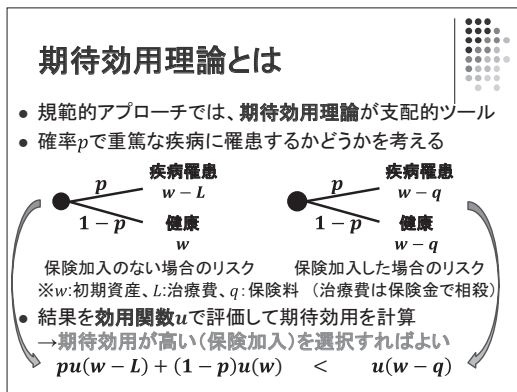 期待効用理論とは
● 規範的アプローチでは、期待効用理論が支配的ツール
● 確率pで重篤な疾病に罹患するかどうかを考える
p 疾病罹患
w − L
1 − p 健康
w
p 疾病罹患
w − q
1 − p 健康
w − q
保険加入のない場合のリスク 保険加入した場合のリスク
※w:初期資産、L:治療費、q:保険料 (治療費は保険金で相殺)
● 結果を効用関数uで評価して期待効用を計算
→期待効用が高い(保険加入)を選択すればよい
pu(w − L) + (1 − p)u(w) < u(w − q)